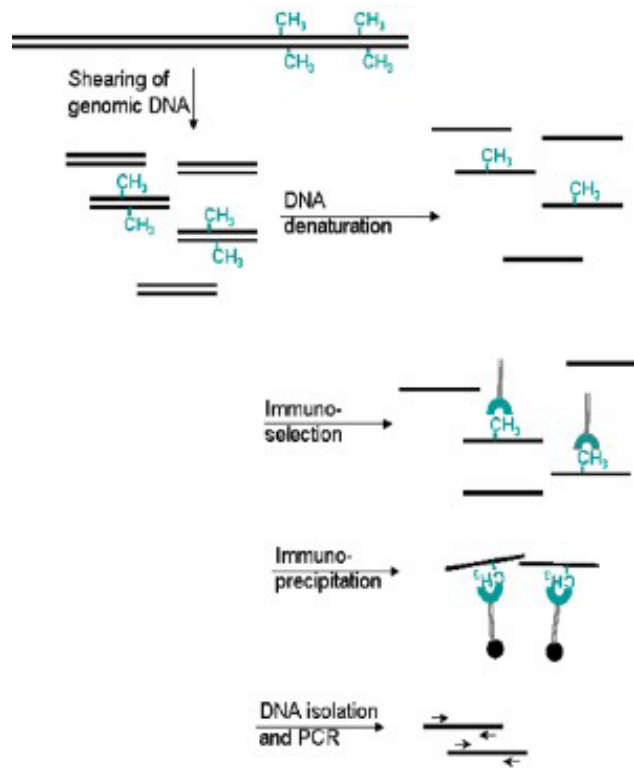 CH₃ CH₃
CH₃ CH₃
Shearing of
genomic DNA
CH₃
CH₃
CH₃
CH₃
DNA
denaturation
CH₃
CH₃
Immuno-
selection
CH₃
CH₃
Immuno-
precipitation
CH₃ CH₃
DNA isolation
and PCR